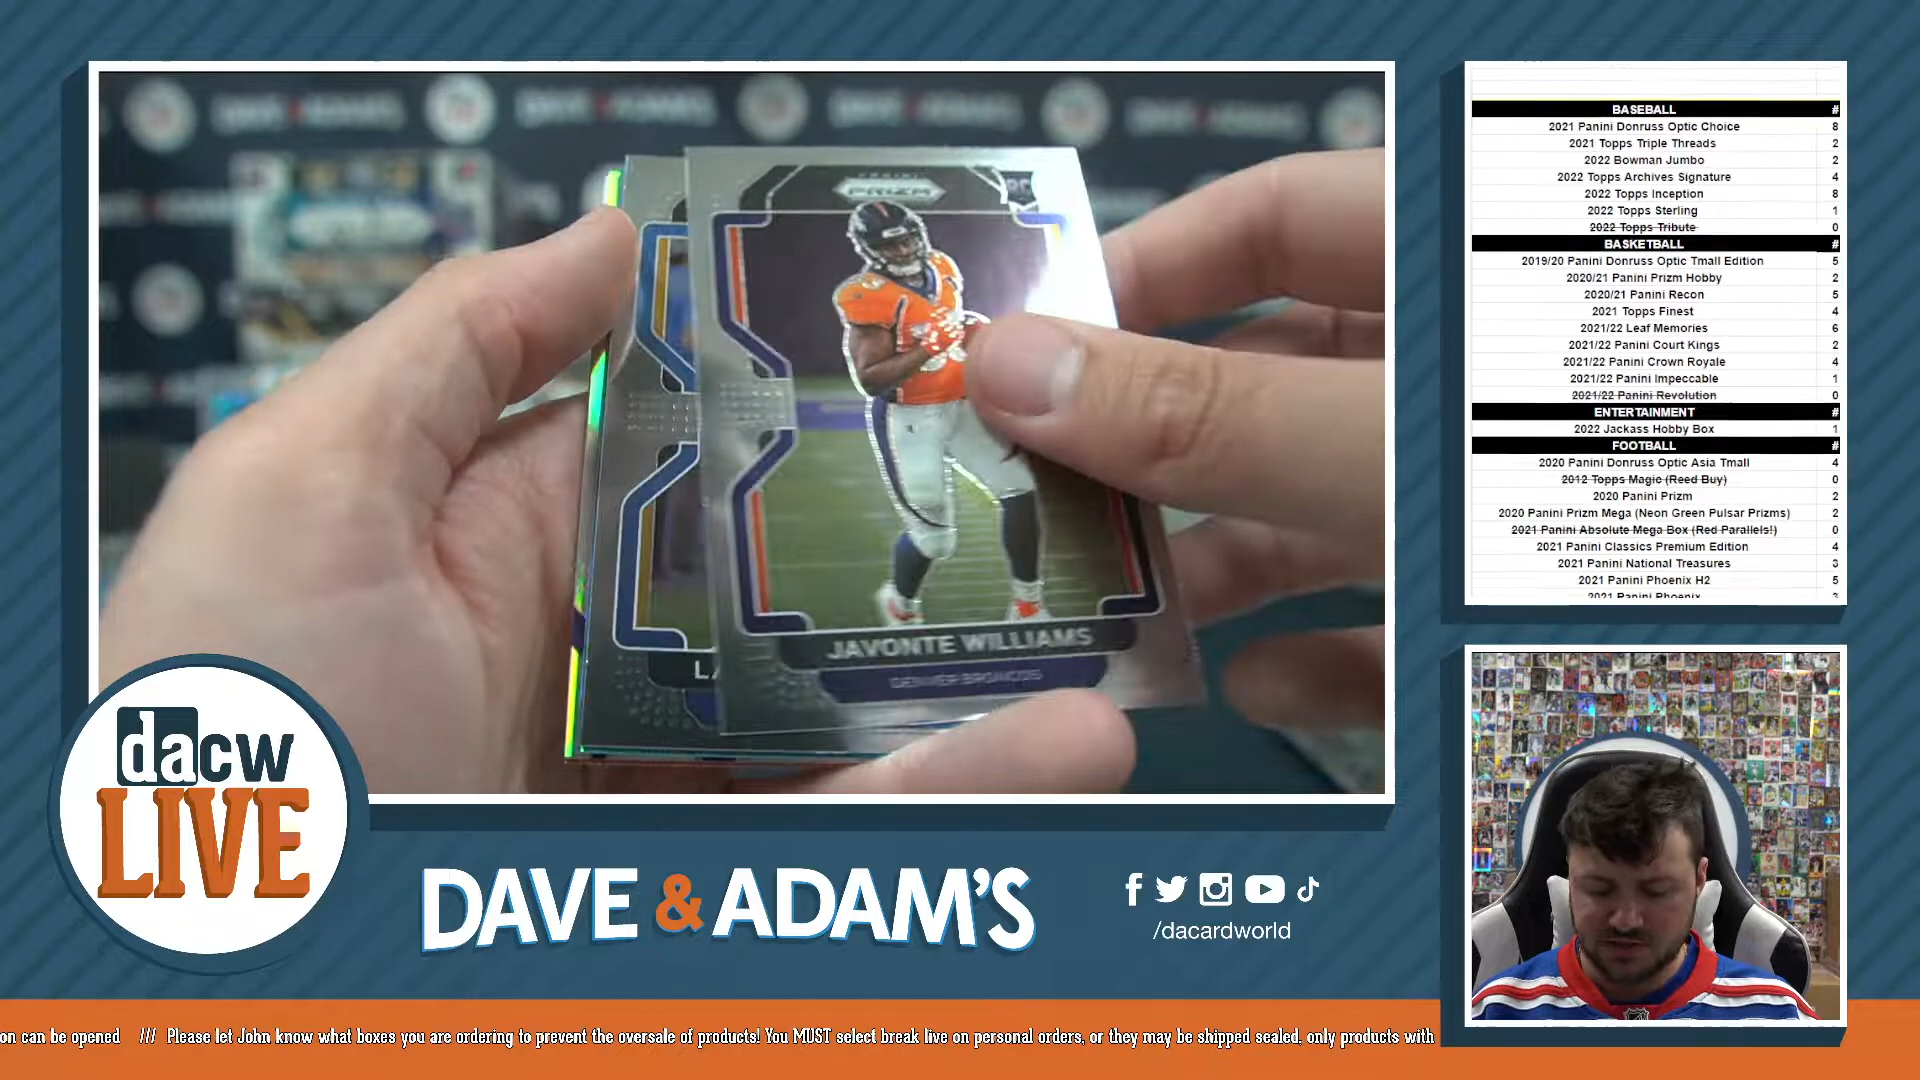 DAVE & ADAM'S
PANINI
PRIZM
RC
JAVONTE WILLIAMS
DENVER BRONCOS
L
BASEBALL #
2021 Panini Donruss Optic Choice 8
2021 Topps Triple Threads 2
2022 Bowman Jumbo 2
2022 Topps Archives Signature 4
2022 Topps Inception 8
2022 Topps Sterling 1
2022 Topps Tribute 0
BASKETBALL #
2019/20 Panini Donruss Optic Tmall Edition 5
2020/21 Panini Prizm Hobby 2
2020/21 Panini Recon 5
2021 Topps Finest 4
2021/22 Leaf Memories 6
2021/22 Panini Court Kings 2
2021/22 Panini Crown Royale 4
2021/22 Panini Impeccable 1
2021/22 Panini Revolution 0
ENTERTAINMENT #
2022 Jackass Hobby Box 1
FOOTBALL #
2020 Panini Donruss Optic Asia Tmall 4
2012 Topps Magic (Reed Buy) 0
2020 Panini Prizm 2
2020 Panini Prizm Mega (Neon Green Pulsar Prizms) 2
2021 Panini Absolute Mega Box (Red Parallels!) 0
2021 Panini Classics Premium Edition 4
2021 Panini National Treasures 3
2021 Panini Phoenix H2 5
2021 Panini Phoenix 3
dacw
LIVE
DAVE & ADAM'S
/dacardworld
on can be opened /// Please let John know what boxes you are ordering to prevent the oversale of products! You MUST select break live on personal orders, or they may be shipped sealed, only products with